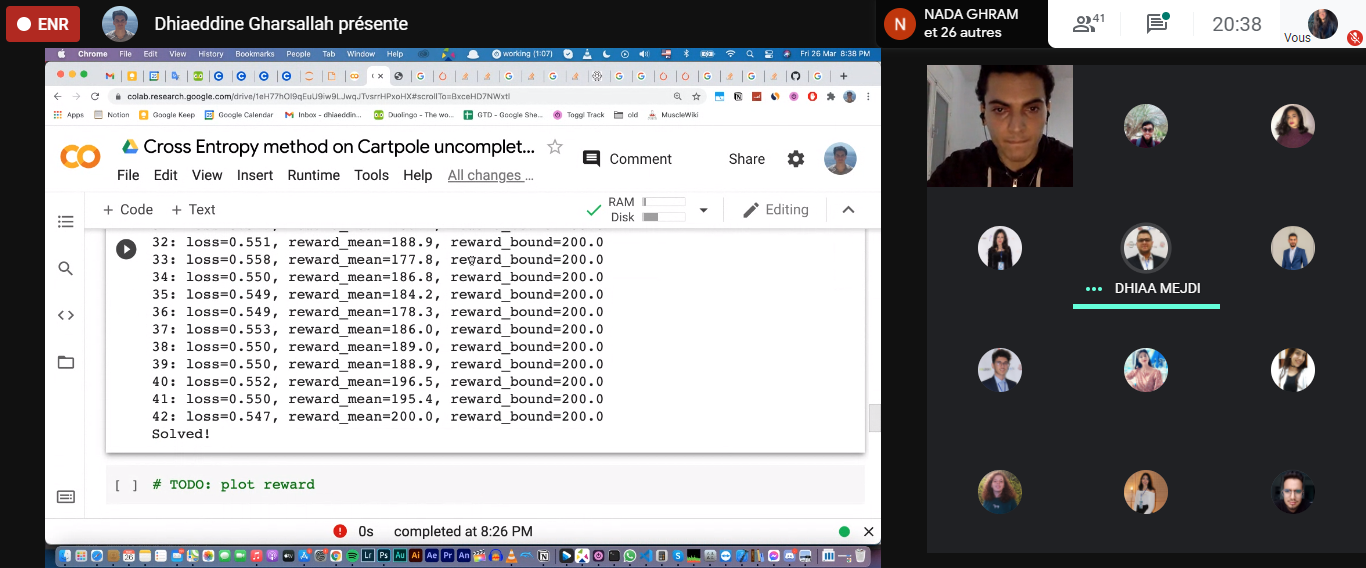 ENR
Dhiaeddine Gharsallah présente
N
NADA GHRAM
et 26 autres
41
20:38
Vous
Chrome File Edit View History Bookmarks People Tab Window Help
working (1:07)
Fri 26 Mar 8:38 PM
Apps Notion Google Keep Google Calendar Inbox - dhiaeddin... Duolingo - The wo... GTD - Google She... Toggl Track old MuscleWiki
Cross Entropy method on Cartpole uncomplet...
Comment Share
File Edit View Insert Runtime Tools Help All changes ...
+ Code + Text
RAM
Disk
Editing
32: loss=0.551, reward_mean=188.9, reward_bound=200.0
33: loss=0.558, reward_mean=177.8, reward_bound=200.0
34: loss=0.550, reward_mean=186.8, reward_bound=200.0
35: loss=0.549, reward_mean=184.2, reward_bound=200.0
36: loss=0.549, reward_mean=178.3, reward_bound=200.0
37: loss=0.553, reward_mean=186.0, reward_bound=200.0
38: loss=0.550, reward_mean=189.0, reward_bound=200.0
39: loss=0.550, reward_mean=188.9, reward_bound=200.0
40: loss=0.552, reward_mean=196.5, reward_bound=200.0
41: loss=0.550, reward_mean=195.4, reward_bound=200.0
42: loss=0.547, reward_mean=200.0, reward_bound=200.0
Solved!
[ ] # TODO: plot reward
0s completed at 8:26 PM
DHIAA MEJDI
Lr Ps Au Ai Ae Pr An